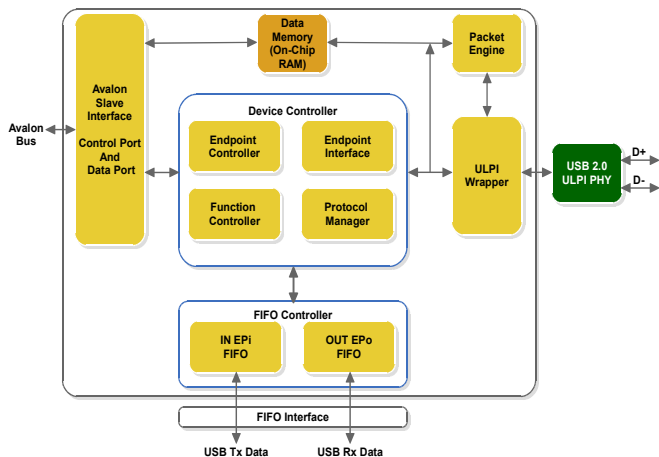 Data
Memory
(On-Chip
RAM)
Packet
Engine
Avalon
Slave
Interface
Control Port
And
Data Port
Avalon
Bus
Device Controller
Endpoint
Controller
Endpoint
Interface
Function
Controller
Protocol
Manager
ULPI
Wrapper
USB 2.0
ULPI PHY
D+
D-
FIFO Controller
IN EPi
FIFO
OUT EPo
FIFO
FIFO Interface
USB Tx Data
USB Rx Data